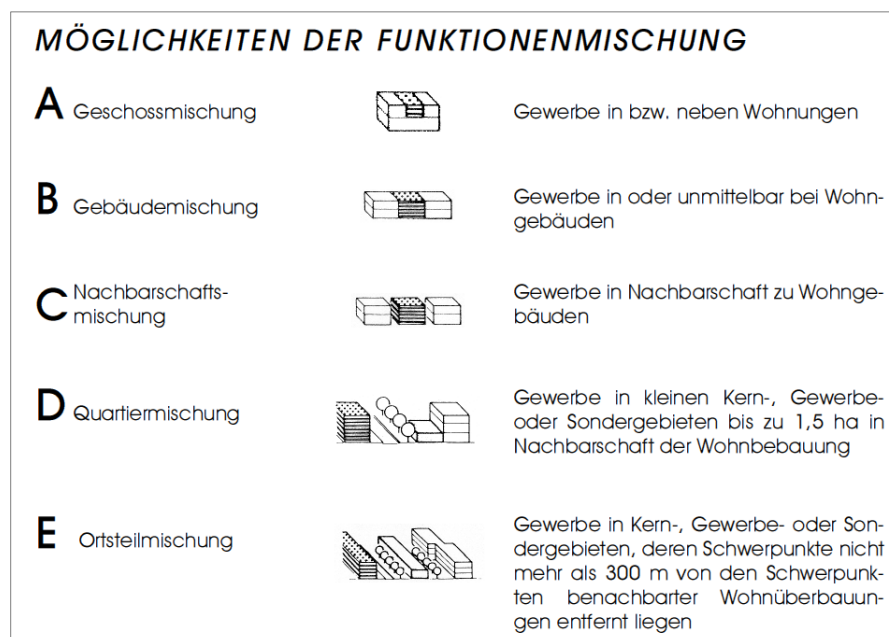 MÖGLICHKEITEN DER FUNKTIONENMISCHUNG
A Geschossmischung
Gewerbe in bzw. neben Wohnungen
B Gebäudemischung
Gewerbe in oder unmittelbar bei Wohn-
gebäuden
C Nachbarschafts-
mischung
Gewerbe in Nachbarschaft zu Wohnge-
bäuden
D Quartiermischung
Gewerbe in kleinen Kern-, Gewerbe-
oder Sondergebieten bis zu 1,5 ha in
Nachbarschaft der Wohnbebauung
E Ortsteilmischung
Gewerbe in Kern-, Gewerbe- oder Son-
dergebieten, deren Schwerpunkte nicht
mehr als 300 m von den Schwerpunk-
ten benachbarter Wohnüberbauun-
gen entfernt liegen